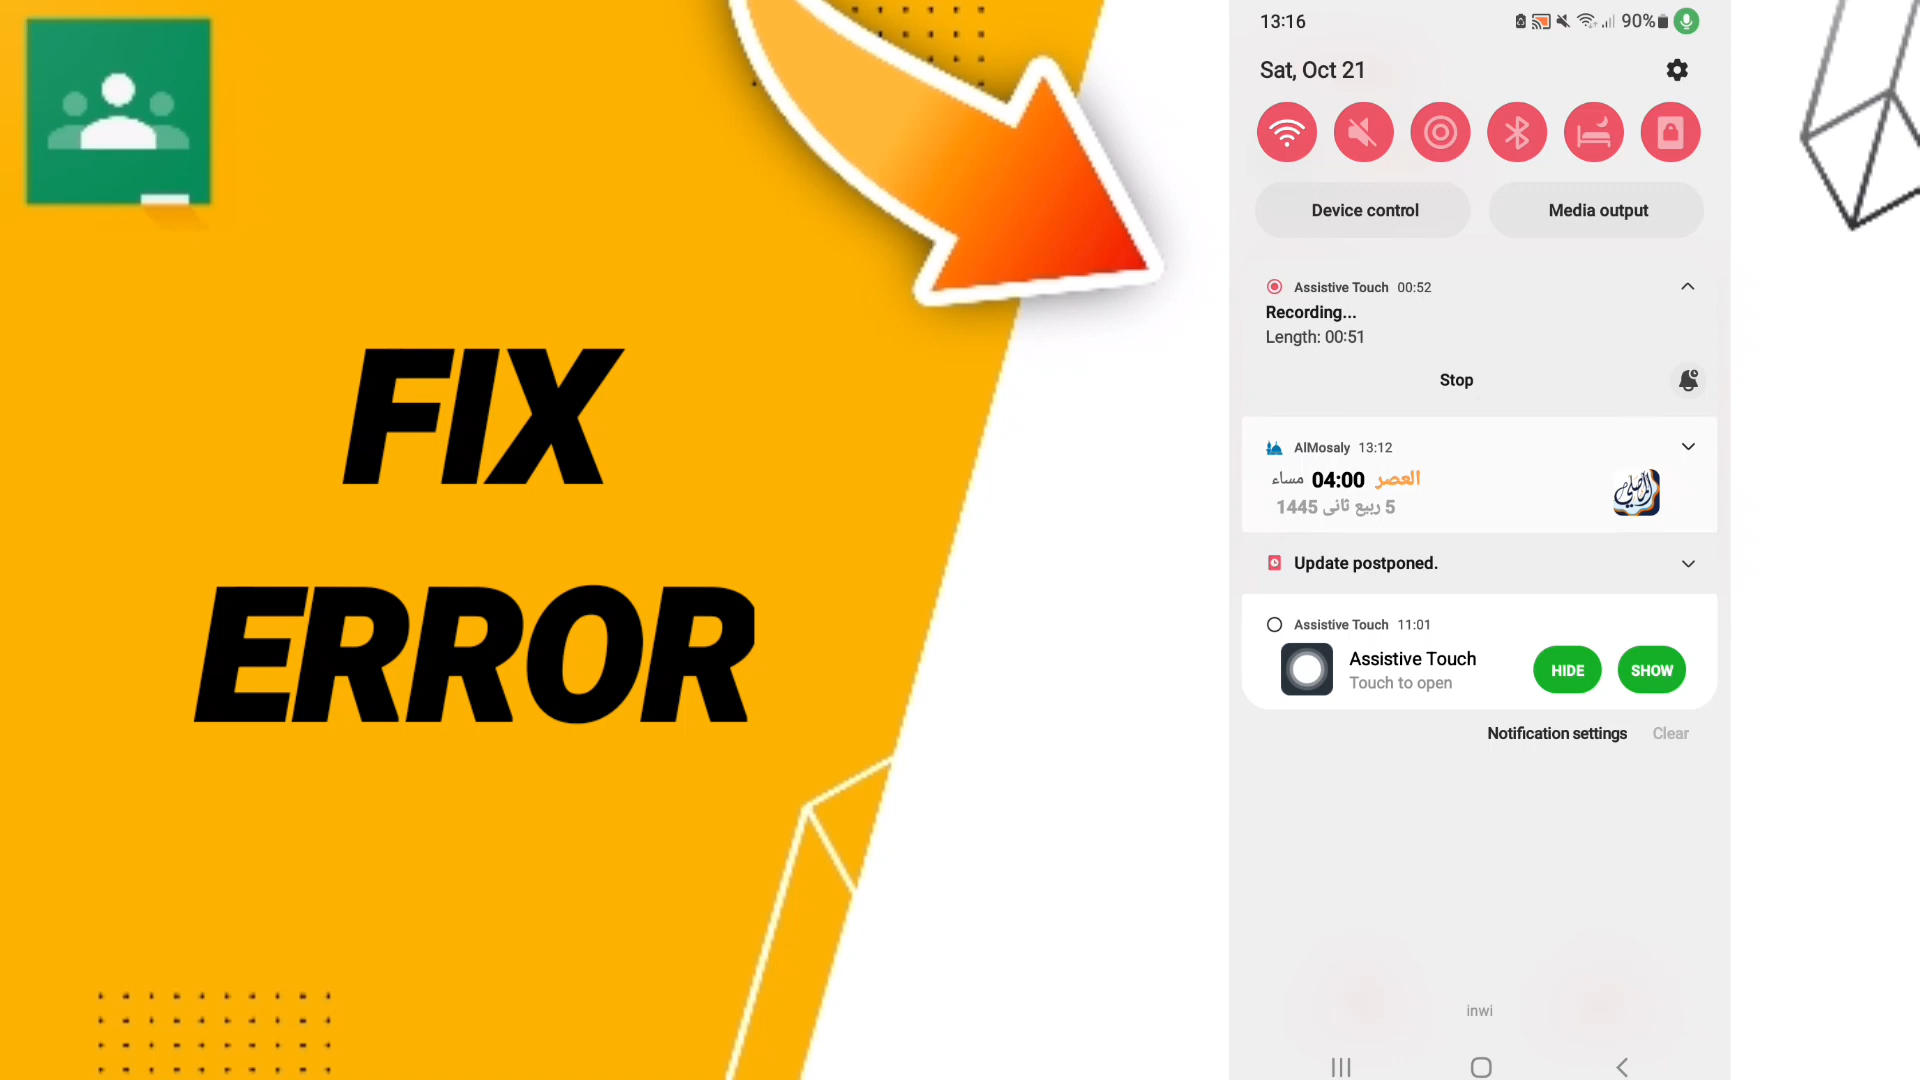 FIX
ERROR
13:16
90%
Sat, Oct 21
Device control
Media output
Assistive Touch 00:52
Recording...
Length: 00:51
Stop
AlMosaly 13:12
العصر 04:00 مساء
5 ربيع ثانى 1445
المصلي
Update postponed.
Assistive Touch 11:01
Assistive Touch
Touch to open
HIDE
SHOW
Notification settings
Clear
inwi